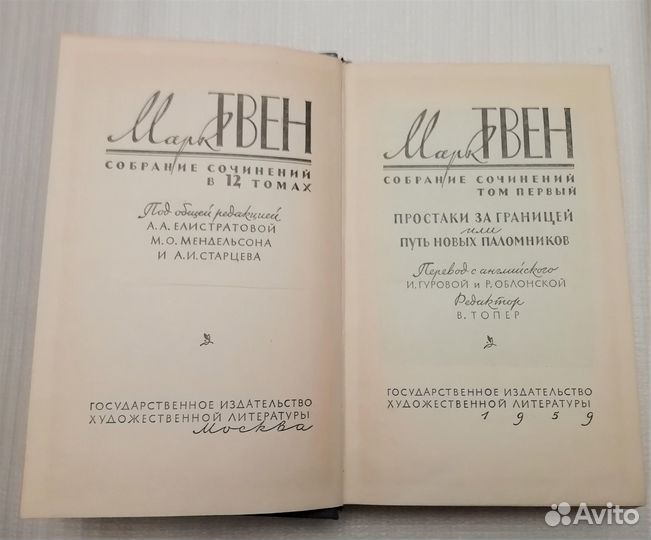 Марк ТВЕН
СОБРАНИЕ СОЧИНЕНИЙ
В 12 ТОМАХ
Под общей редакцией
А. А. ЕЛИСТРАТОВОЙ
М. О. МЕНДЕЛЬСОНА
И А. И. СТАРЦЕВА
ГОСУДАРСТВЕННОЕ ИЗДАТЕЛЬСТВО
ХУДОЖЕСТВЕННОЙ ЛИТЕРАТУРЫ
Москва
Марк ТВЕН
СОБРАНИЕ СОЧИНЕНИЙ
ТОМ ПЕРВЫЙ
ПРОСТАКИ ЗА ГРАНИЦЕЙ
или
ПУТЬ НОВЫХ ПАЛОМНИКОВ
Перевод с английского
И. ГУРОВОЙ и Р. ОБЛОНСКОЙ
Редактор
В. ТОПЕР
ГОСУДАРСТВЕННОЕ ИЗДАТЕЛЬСТВО
ХУДОЖЕСТВЕННОЙ ЛИТЕРАТУРЫ
1959
Avito